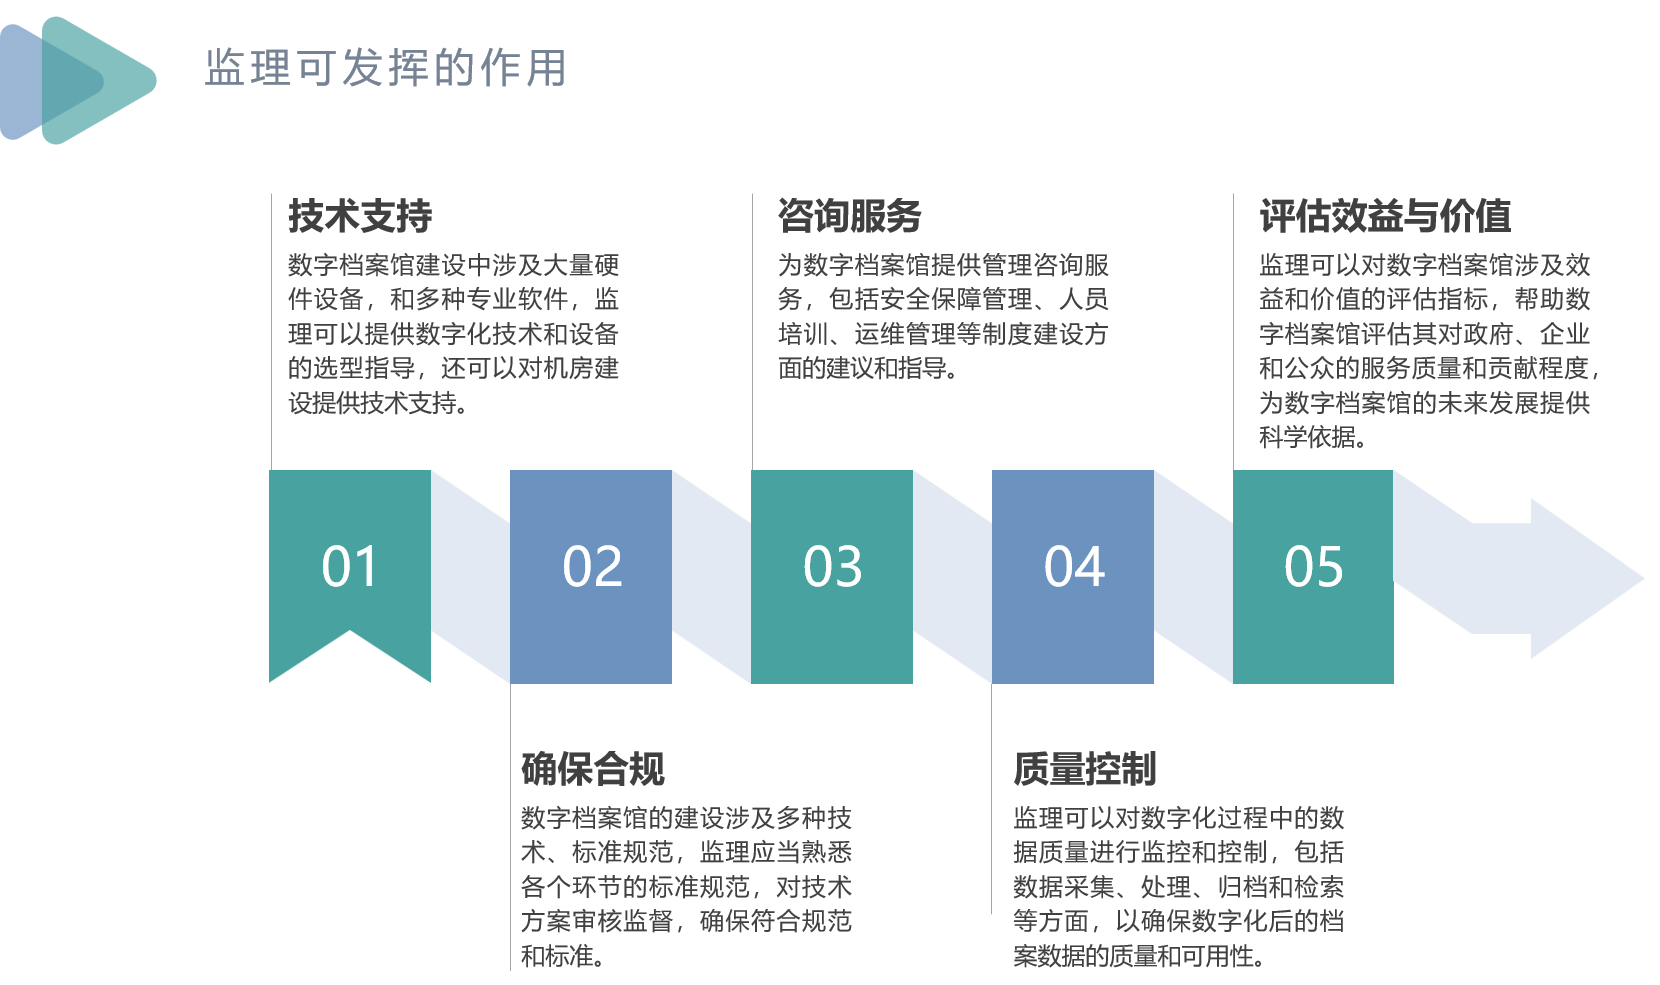 监理可发挥的作用
技术支持
数字档案馆建设中涉及大量硬
件设备，和多种专业软件，监
理可以提供数字化技术和设备
的选型指导，还可以对机房建
设提供技术支持。
咨询服务
为数字档案馆提供管理咨询服
务，包括安全保障管理、人员
培训、运维管理等制度建设方
面的建议和指导。
评估效益与价值
监理可以对数字档案馆涉及效
益和价值的评估指标，帮助数
字档案馆评估其对政府、企业
和公众的服务质量和贡献程度，
为数字档案馆的未来发展提供
科学依据。
01
02
03
04
05
确保合规
数字档案馆的建设涉及多种技
术、标准规范，监理应当熟悉
各个环节的标准规范，对技术
方案审核监督，确保符合规范
和标准。
质量控制
监理可以对数字化过程中的数
据质量进行监控和控制，包括
数据采集、处理、归档和检索
等方面，以确保数字化后的档
案数据的质量和可用性。